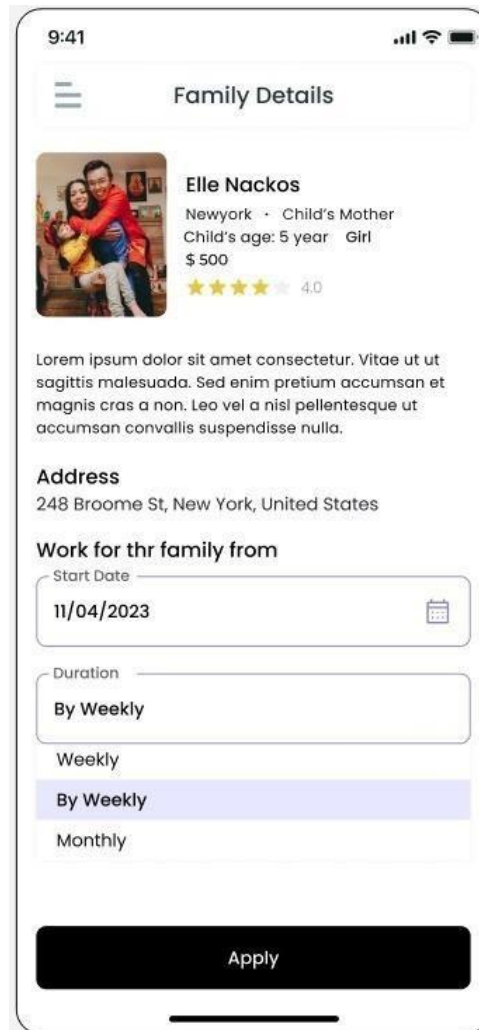 9:41
Family Details
Elle Nackos
Newyork · Child's Mother
Child's age: 5 year Girl
$ 500
4.0
Lorem ipsum dolor sit amet consectetur. Vitae ut ut
sagittis malesuada. Sed enim pretium accumsan et
magnis cras a non. Leo vel a nisl pellentesque ut
accumsan convallis suspendisse nulla.
Address
248 Broome St, New York, United States
Work for thr family from
Start Date
11/04/2023
Duration
By Weekly
Weekly
By Weekly
Monthly
Apply